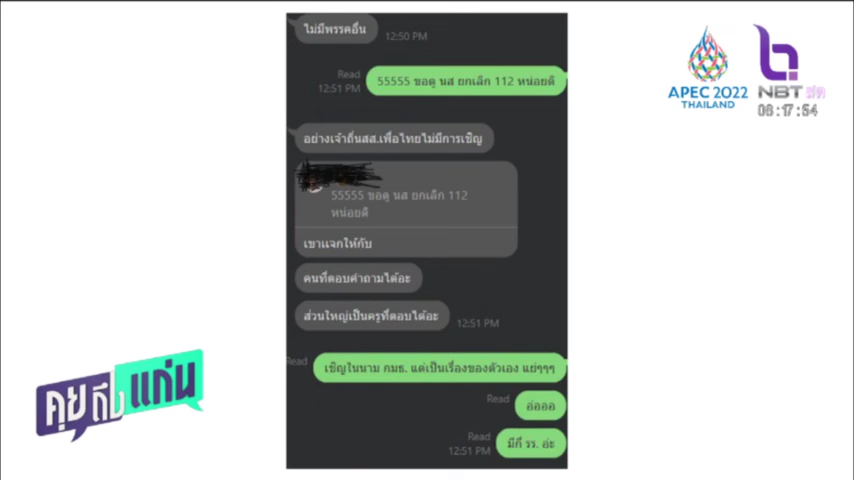 ไม่มีพรรคอื่น
12:50 PM
Read
12:51 PM
55555 ขอดู นส ยกเล็ก 112 หน่อยดิ
อย่างเจ้าถิ่นสส.เพื่อไทยไม่มีการเชิญ
55555 ขอดู นส ยกเล็ก 112
หน่อยดิ
เขาแจกให้กับ
คนที่ตอบคำถามได้อะ
ส่วนใหญ่เป็นครูที่ตอบได้อะ
12:51 PM
Read
เชิญในนาม กมธ. แต่เป็นเรื่องของตัวเอง แย่ๆๆๆ
Read
อ่อออ
Read
12:51 PM
มีกี่ รร. อ่ะ
คุยถึงแก่น
APEC 2022
THAILAND
NBT สด
06:17:54